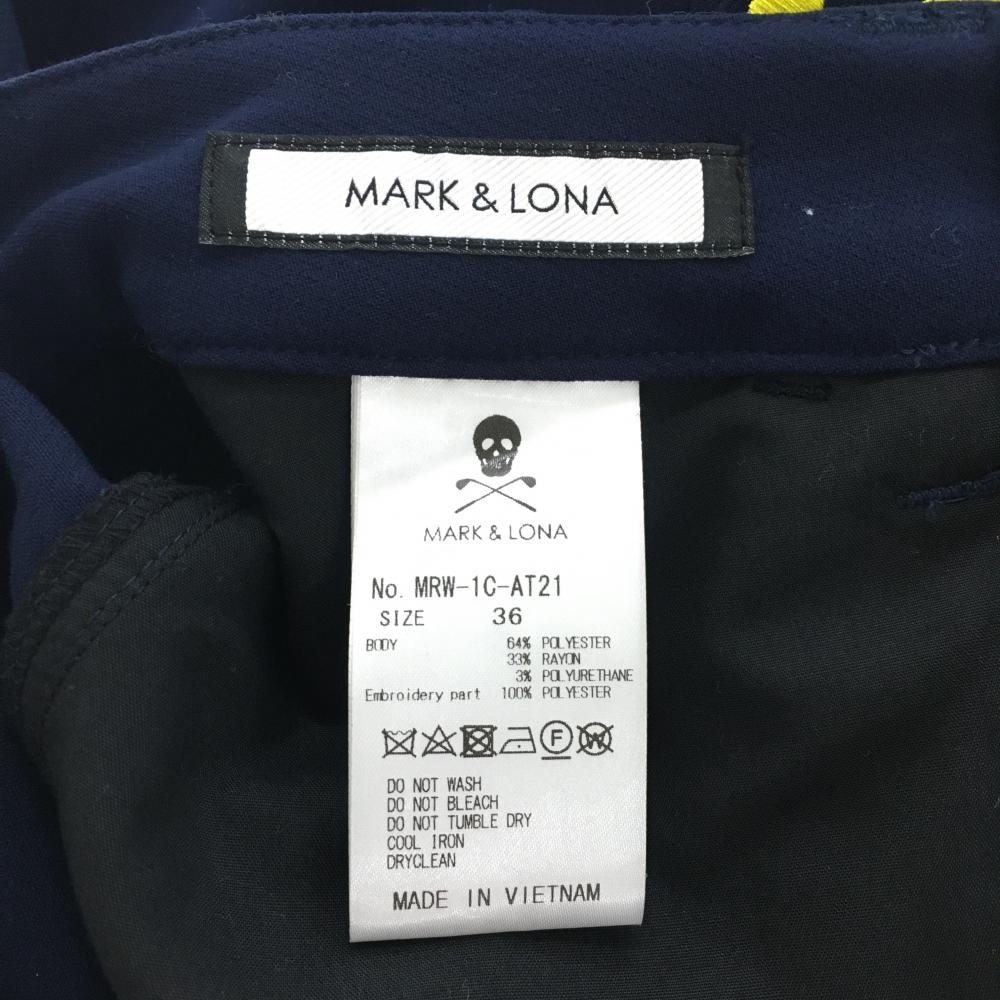 MARK & LONA
MARK & LONA
No. MRW-1C-AT21
SIZE 36
BODY 64% POLYESTER
33% RAYON
3% POLYURETHANE
Embroidery part 100% POLYESTER
F W
DO NOT WASH
DO NOT BLEACH
DO NOT TUMBLE DRY
COOL IRON
DRYCLEAN
MADE IN VIETNAM